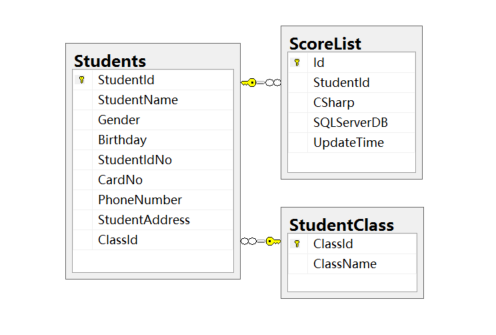 Students
StudentId
StudentName
Gender
Birthday
StudentIdNo
CardNo
PhoneNumber
StudentAddress
ClassId
ScoreList
Id
StudentId
CSharp
SQLServerDB
UpdateTime
StudentClass
ClassId
ClassName